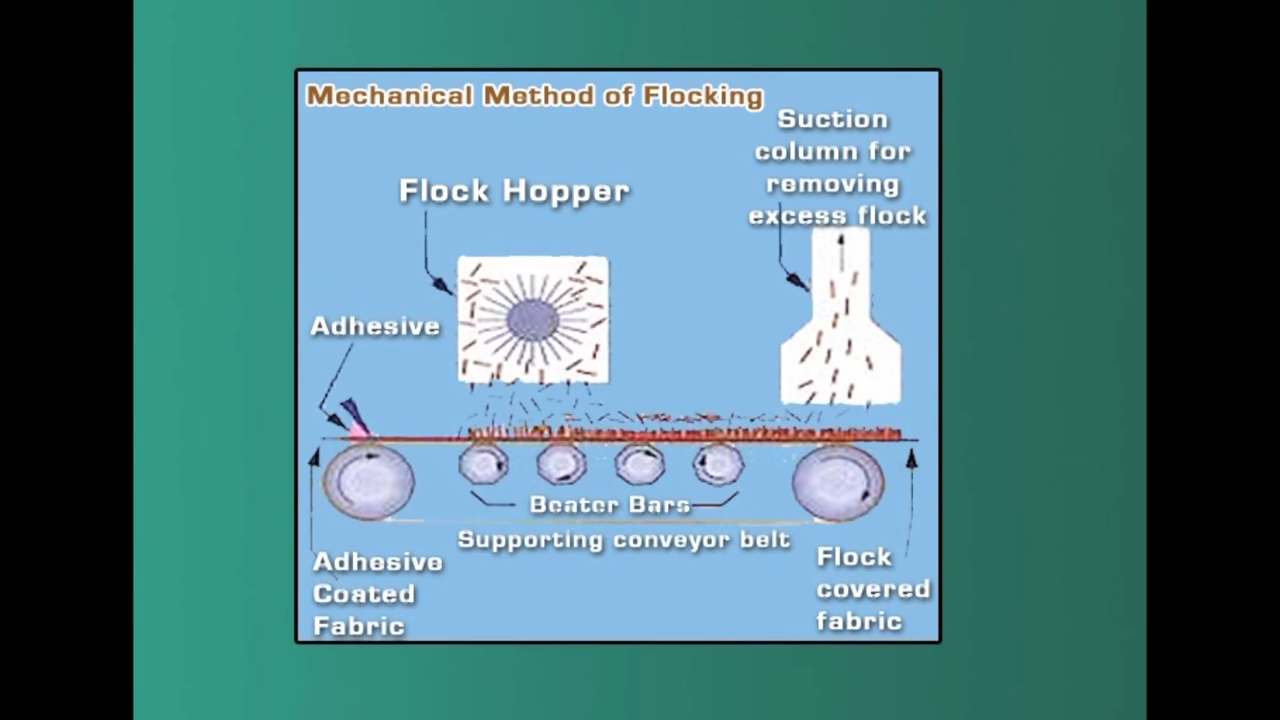 Mechanical Method of Flocking
Suction
column for
removing
excess flock
Flock Hopper
Adhesive
Beater Bars
Supporting conveyor belt
Adhesive
Coated
Fabric
Flock
covered
fabric